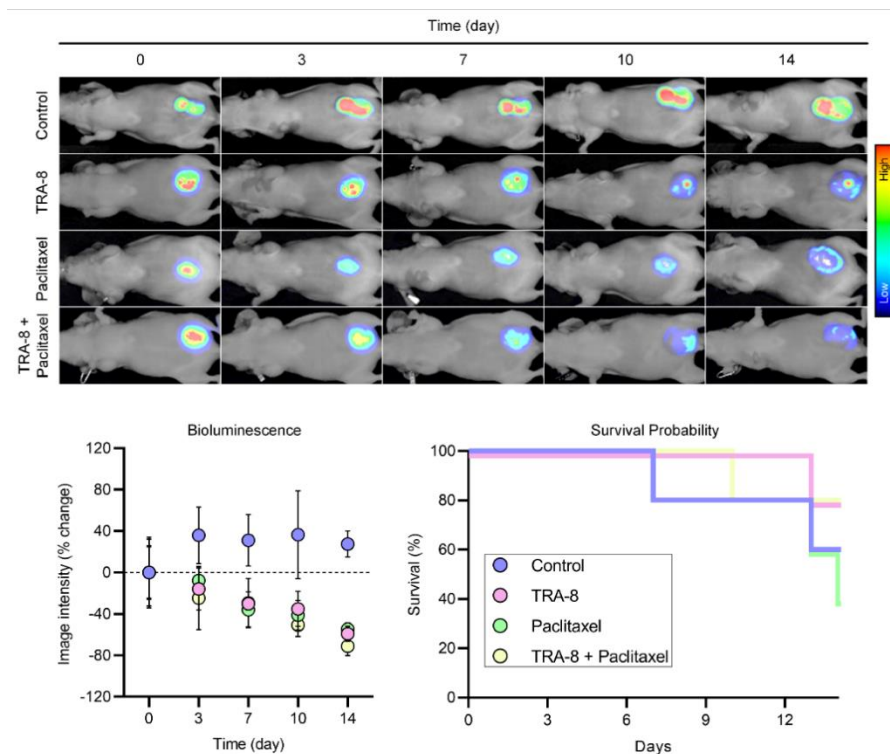 Time (day)
0 3 7 10 14
Control
TRA-8
Paclitaxel
TRA-8 +
Paclitaxel
High
Low
Bioluminescence
Image intensity (% change)
120
80
40
0
-40
-80
-120
0 3 7 10 14
Time (day)
Survival Probability
Survival (%)
100
80
60
40
20
0
Control
TRA-8
Paclitaxel
TRA-8 + Paclitaxel
0 3 6 9 12
Days